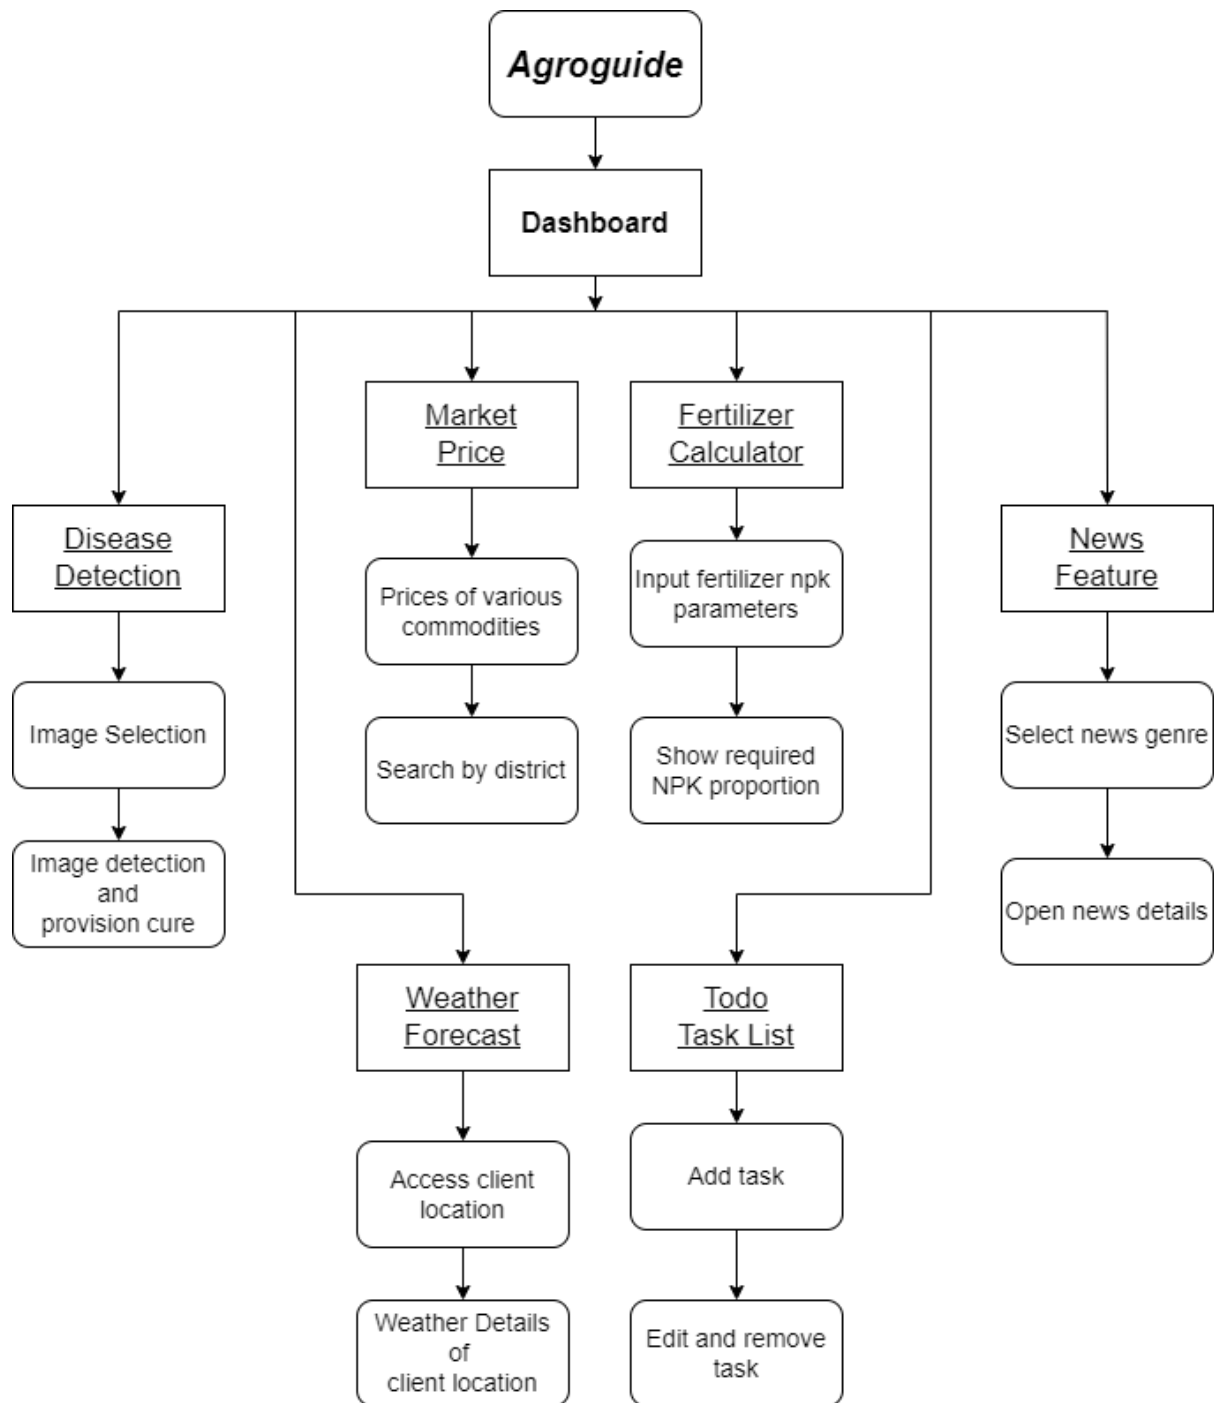 Agroguide
Dashboard
Market
Price
Fertilizer
Calculator
Disease
Detection
News
Feature
Prices of various
commodities
Input fertilizer npk
parameters
Image Selection
Search by district
Show required
NPK proportion
Select news genre
Image detection
and
provision cure
Open news details
Weather
Forecast
Todo
Task List
Access client
location
Add task
Weather Details
of
client location
Edit and remove
task